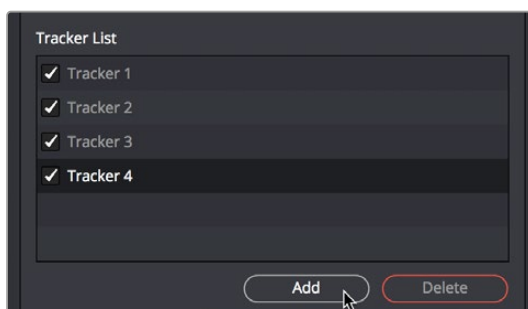 Tracker List
Tracker 1
Tracker 2
Tracker 3
Tracker 4
Add Delete